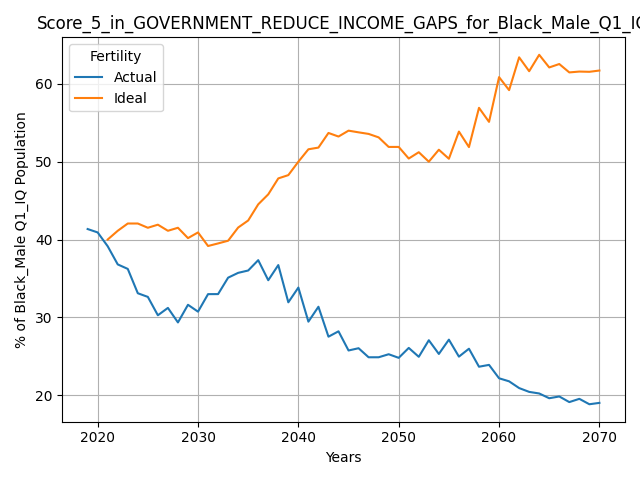 Score_5_in_GOVERNMENT_REDUCE_INCOME_GAPS_for_Black_Male_Q1_IQ
Fertility
Actual
Ideal
% of Black_Male Q1_IQ Population
60
50
40
30
20
2020 2030 2040 2050 2060 2070
Years